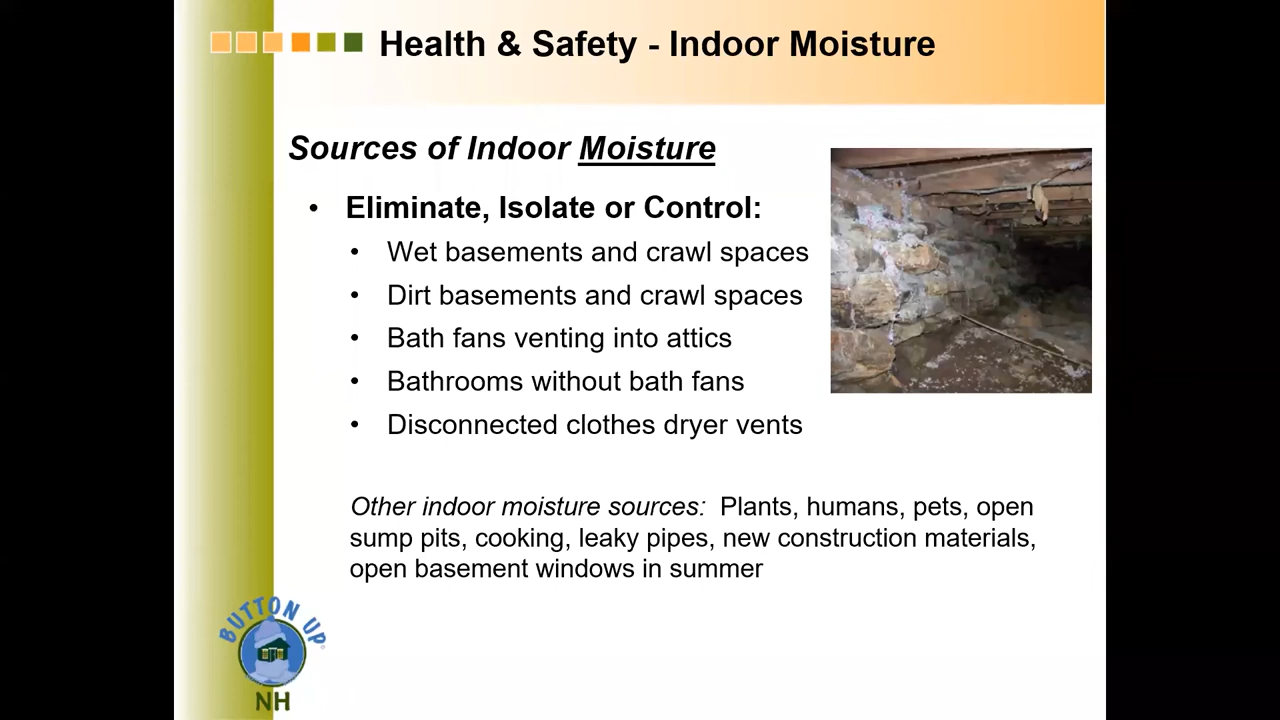 Health & Safety - Indoor Moisture
Sources of Indoor Moisture
• Eliminate, Isolate or Control:
• Wet basements and crawl spaces
• Dirt basements and crawl spaces
• Bath fans venting into attics
• Bathrooms without bath fans
• Disconnected clothes dryer vents
Other indoor moisture sources: Plants, humans, pets, open
sump pits, cooking, leaky pipes, new construction materials,
open basement windows in summer
BUTTON UP
NH